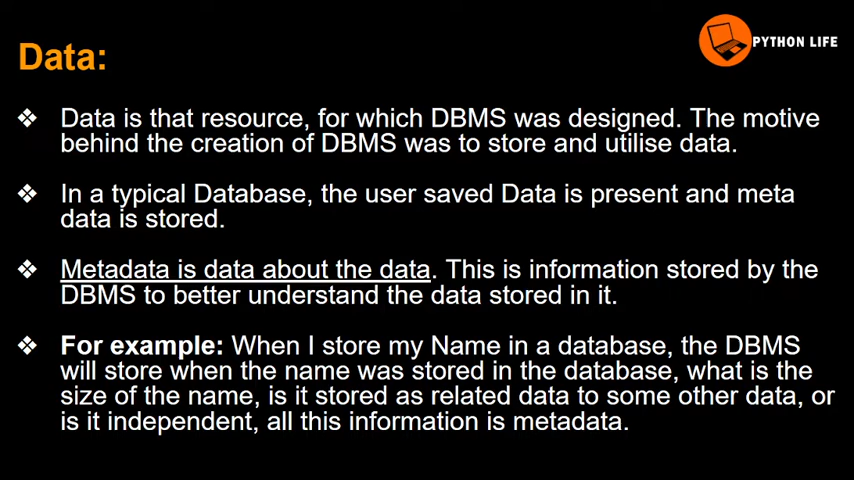 PYTHON LIFE
Data:
❖ Data is that resource, for which DBMS was designed. The motive
behind the creation of DBMS was to store and utilise data.
❖ In a typical Database, the user saved Data is present and meta
data is stored.
❖ Metadata is data about the data. This is information stored by the
DBMS to better understand the data stored in it.
❖ For example: When I store my Name in a database, the DBMS
will store when the name was stored in the database, what is the
size of the name, is it stored as related data to some other data, or
is it independent, all this information is metadata.